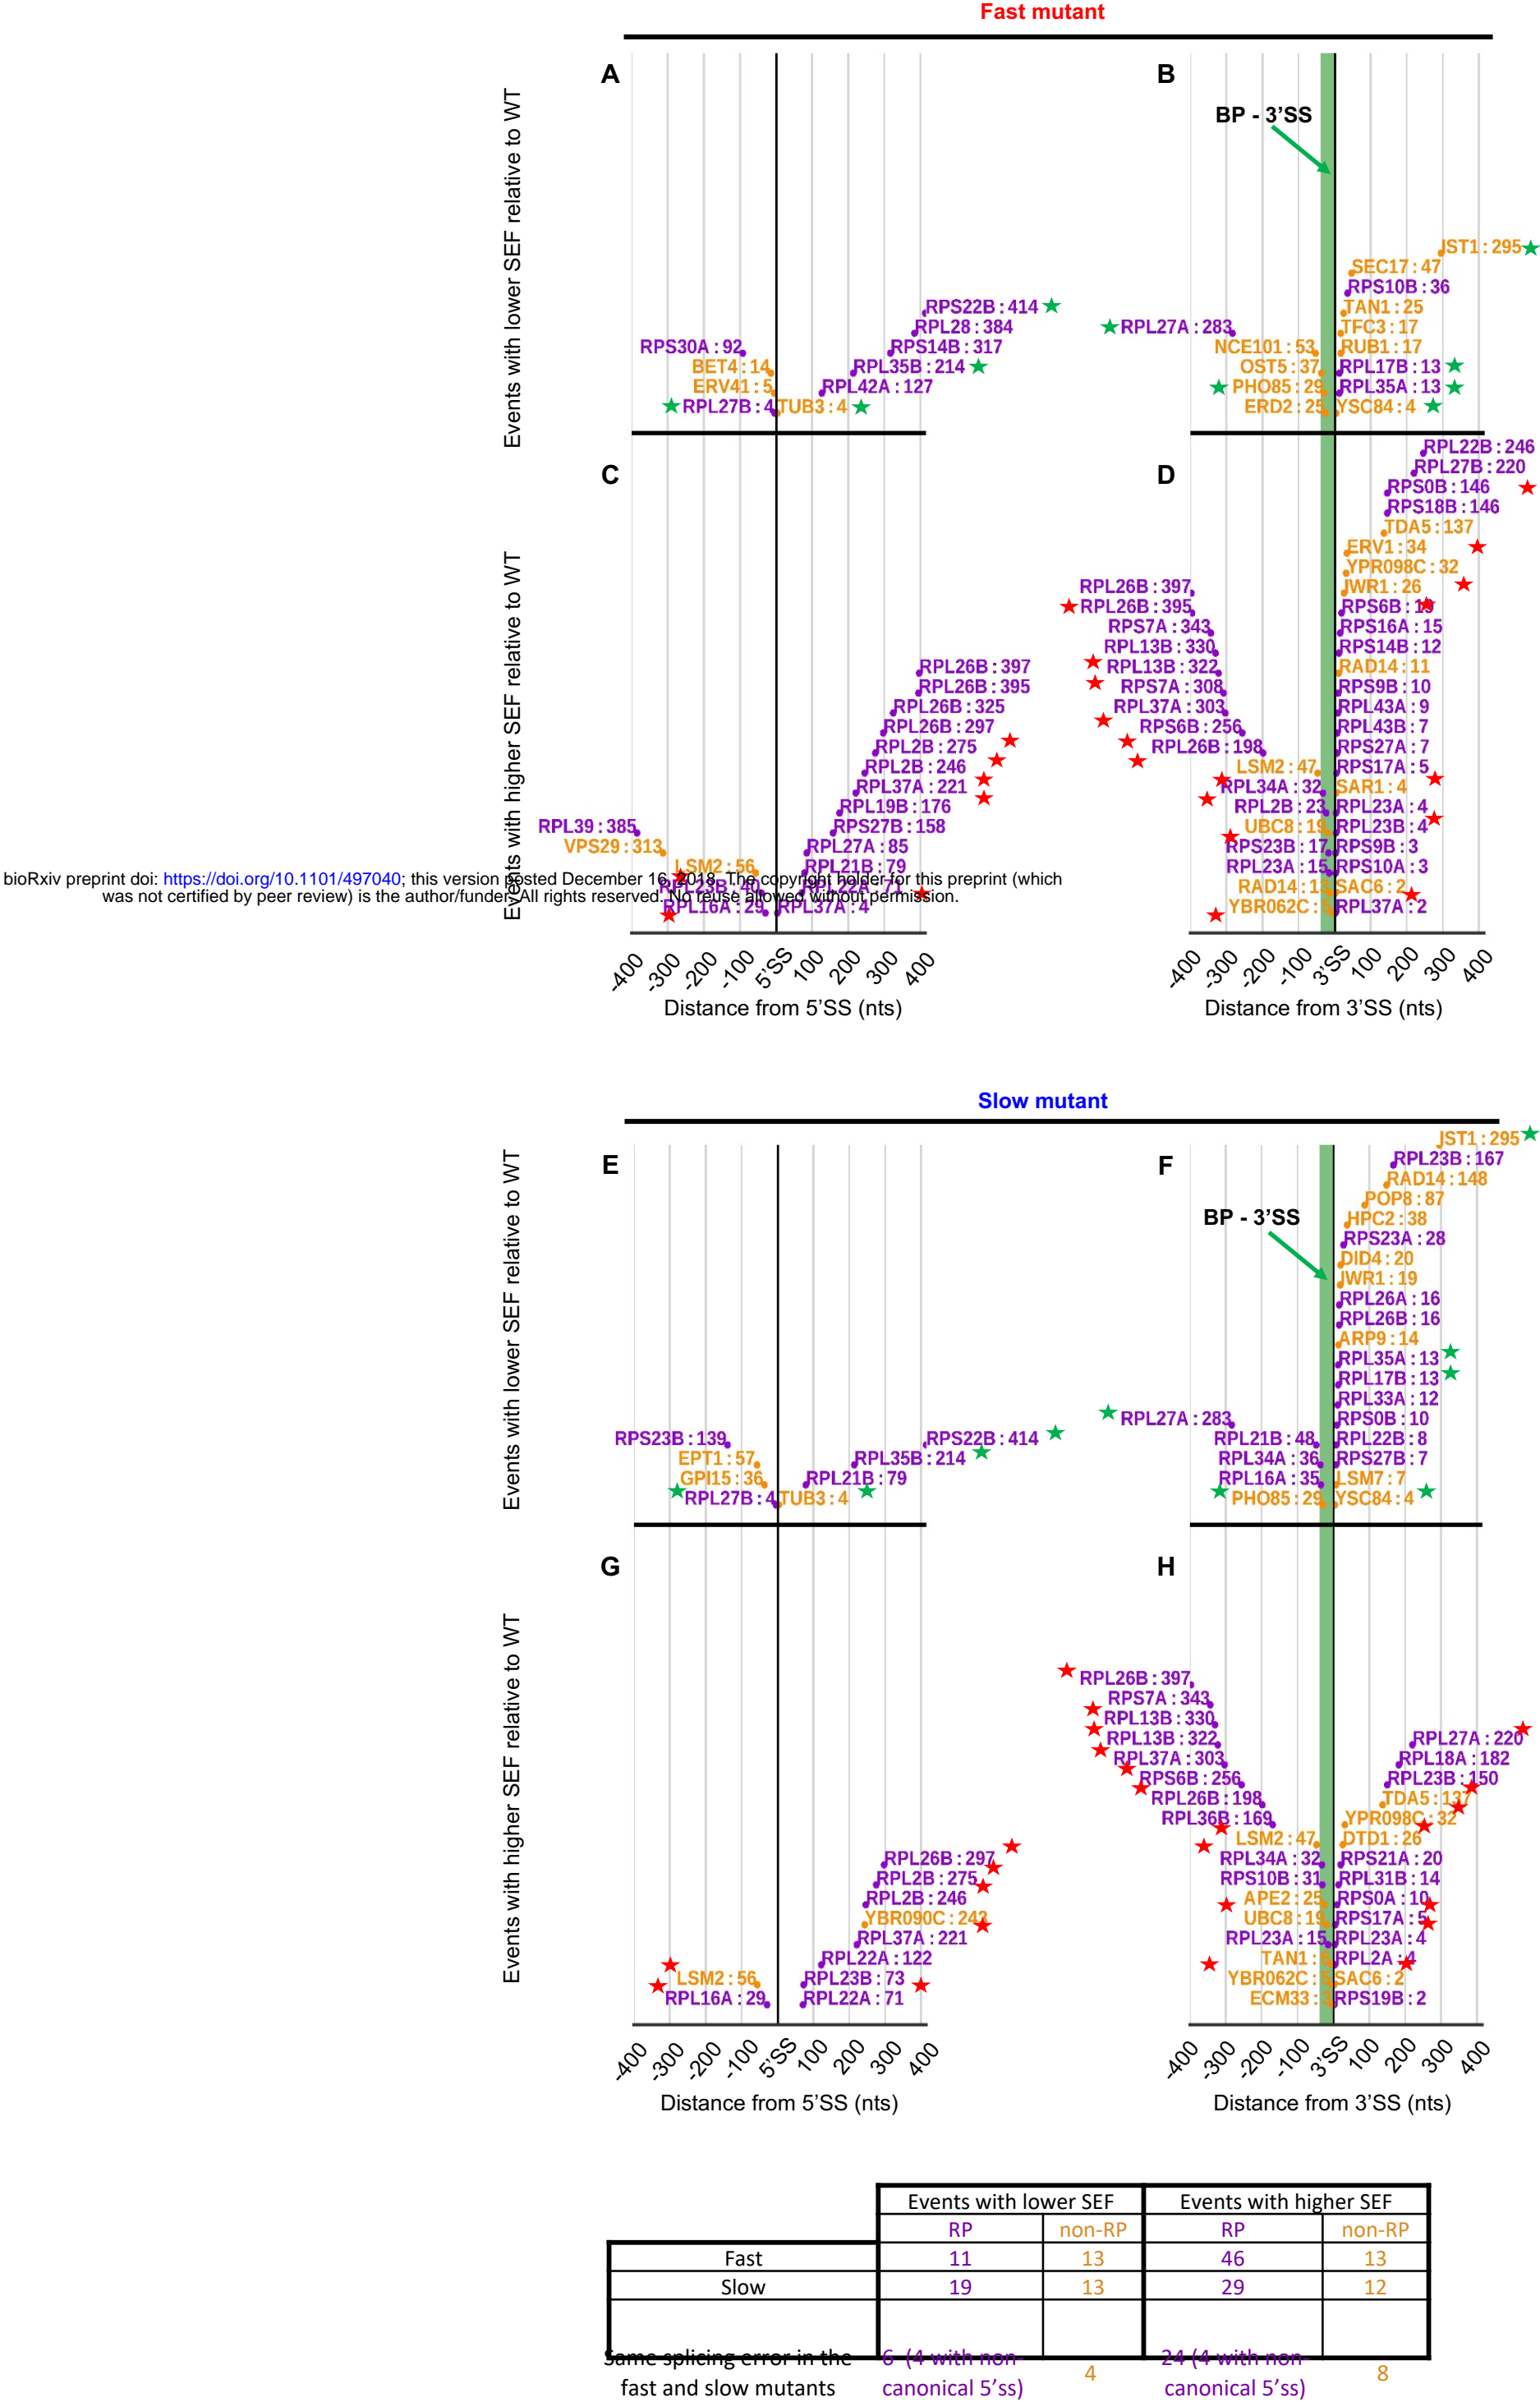 Fast mutant
A
B
Events with lower SEF relative to WT
BP - 3’SS
RPS22B : 414
RPL28 : 384
RPS30A : 92
RPS14B : 317
BET4 : 14
RPL35B : 214
ERV41 : 5
RPL42A : 127
RPL27B : 4
TUB3 : 4
IST1 : 295
SEC17 : 47
RPS10B : 36
TAN1 : 25
RPL27A : 283
TFC3 : 17
NCE101 : 53
RUB1 : 17
OST5 : 37
RPL17B : 13
PHO85 : 29
RPL35A : 13
ERD2 : 25
YSC84 : 4
C
D
Events with higher SEF relative to WT
RPL26B : 397
RPL26B : 395
RPL26B : 325
RPL26B : 297
RPL2B : 275
RPL2B : 246
RPL37A : 221
RPL19B : 176
RPL39 : 385
RPS27B : 158
VPS29 : 313
RPL27A : 85
LSM2 : 56
RPL21B : 79
RPL23B : 40
RPL22A : 71
RPL16A : 29
RPL37A : 4
RPL22B : 246
RPL27B : 220
RPS0B : 146
RPS18B : 146
TDA5 : 137
ERV1 : 34
YPR098C : 32
RPL26B : 397
IWR1 : 26
RPL26B : 395
RPS6B : 19
RPS7A : 343
RPS16A : 15
RPL13B : 330
RPS14B : 12
RPL13B : 322
RAD14 : 11
RPS7A : 308
RPS9B : 10
RPL37A : 303
RPL43A : 9
RPS6B : 256
RPL43B : 7
RPL26B : 198
RPS27A : 7
LSM2 : 47
RPS17A : 5
RPL34A : 32
SAR1 : 4
RPL2B : 23
RPL23A : 4
UBC8 : 19
RPL23B : 4
RPS23B : 17
RPS9B : 3
RPL23A : 15
RPS10A : 3
RAD14 : 13
SAC6 : 2
YBR062C : 5
RPL37A : 2
bioRxiv preprint doi: https://doi.org/10.1101/497040; this version posted December 16, 2018. The copyright holder for this preprint (which
was not certified by peer review) is the author/funder. All rights reserved. No reuse allowed without permission.
-400 -300 -200 -100 5’SS 100 200 300 400
-400 -300 -200 -100 3’SS 100 200 300 400
Distance from 5’SS (nts)
Distance from 3’SS (nts)
Slow mutant
E
F
Events with lower SEF relative to WT
BP - 3’SS
RPS23B : 139
RPS22B : 414
EPT1 : 57
RPL35B : 214
GPI15 : 36
RPL21B : 79
RPL27B : 4
TUB3 : 4
IST1 : 295
RPL23B : 167
RAD14 : 148
POP8 : 87
HPC2 : 38
RPS23A : 28
DID4 : 20
IWR1 : 19
RPL26A : 16
RPL26B : 16
ARP9 : 14
RPL35A : 13
RPL17B : 13
RPL33A : 12
RPL27A : 283
RPS0B : 10
RPL21B : 48
RPL22B : 8
RPL34A : 36
RPS27B : 7
RPL16A : 35
LSM7 : 7
PHO85 : 29
YSC84 : 4
G
H
Events with higher SEF relative to WT
RPL26B : 297
RPL2B : 275
RPL2B : 246
YBR090C : 243
RPL37A : 221
RPL22A : 122
LSM2 : 56
RPL23B : 73
RPL16A : 29
RPL22A : 71
RPL26B : 397
RPS7A : 343
RPL13B : 330
RPL13B : 322
RPL27A : 220
RPL37A : 303
RPL18A : 182
RPS6B : 256
RPL23B : 150
RPL26B : 198
TDA5 : 137
RPL36B : 169
YPR098C : 32
LSM2 : 47
DTD1 : 26
RPL34A : 32
RPS21A : 20
RPS10B : 31
RPL31B : 14
APE2 : 25
RPS0A : 10
UBC8 : 19
RPS17A : 5
RPL23A : 15
RPL23A : 4
TAN1 :
RPL2A : 4
YBR062C : 5
SAC6 : 2
ECM33 :
RPS19B : 2
-400 -300 -200 -100 5’SS 100 200 300 400
-400 -300 -200 -100 3’SS 100 200 300 400
Distance from 5’SS (nts)
Distance from 3’SS (nts)
Events with lower SEF
Events with higher SEF
RP non-RP RP non-RP
Fast 11 13 46 13
Slow 19 13 29 12
Same splicing error in the
fast and slow mutants
6 (4 with non-
canonical 5’ss)
4
24 (4 with non-
canonical 5’ss)
8